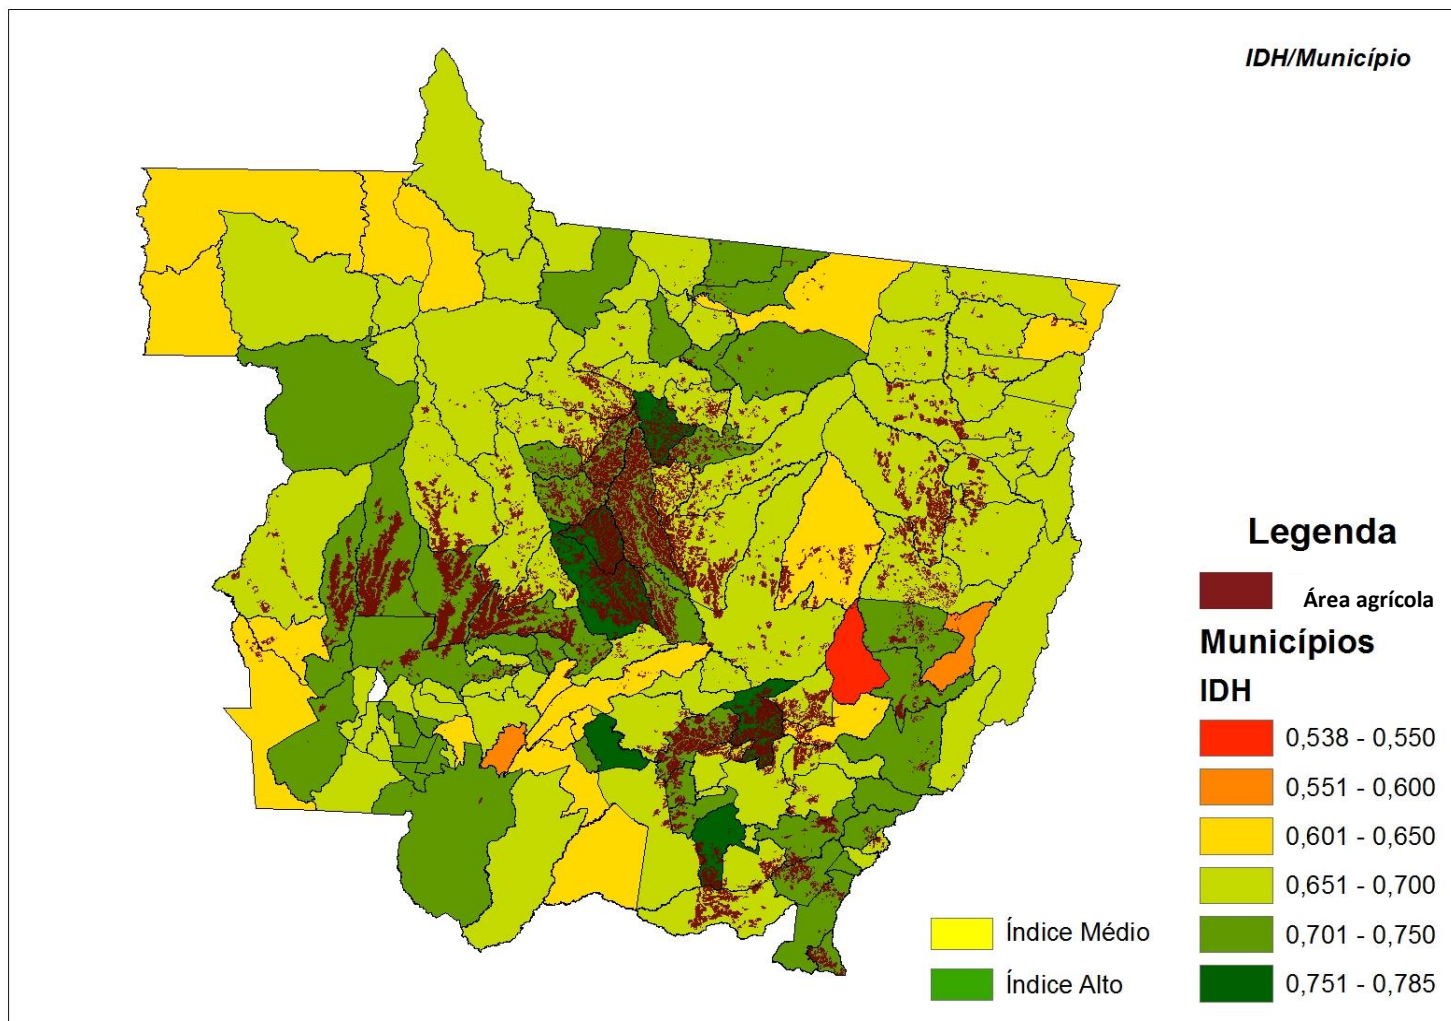 IDH/Município
Legenda
Área agrícola
Municípios
IDH
0,538 - 0,550
0,551 - 0,600
0,601 - 0,650
0,651 - 0,700
0,701 - 0,750
0,751 - 0,785
Índice Médio
Índice Alto